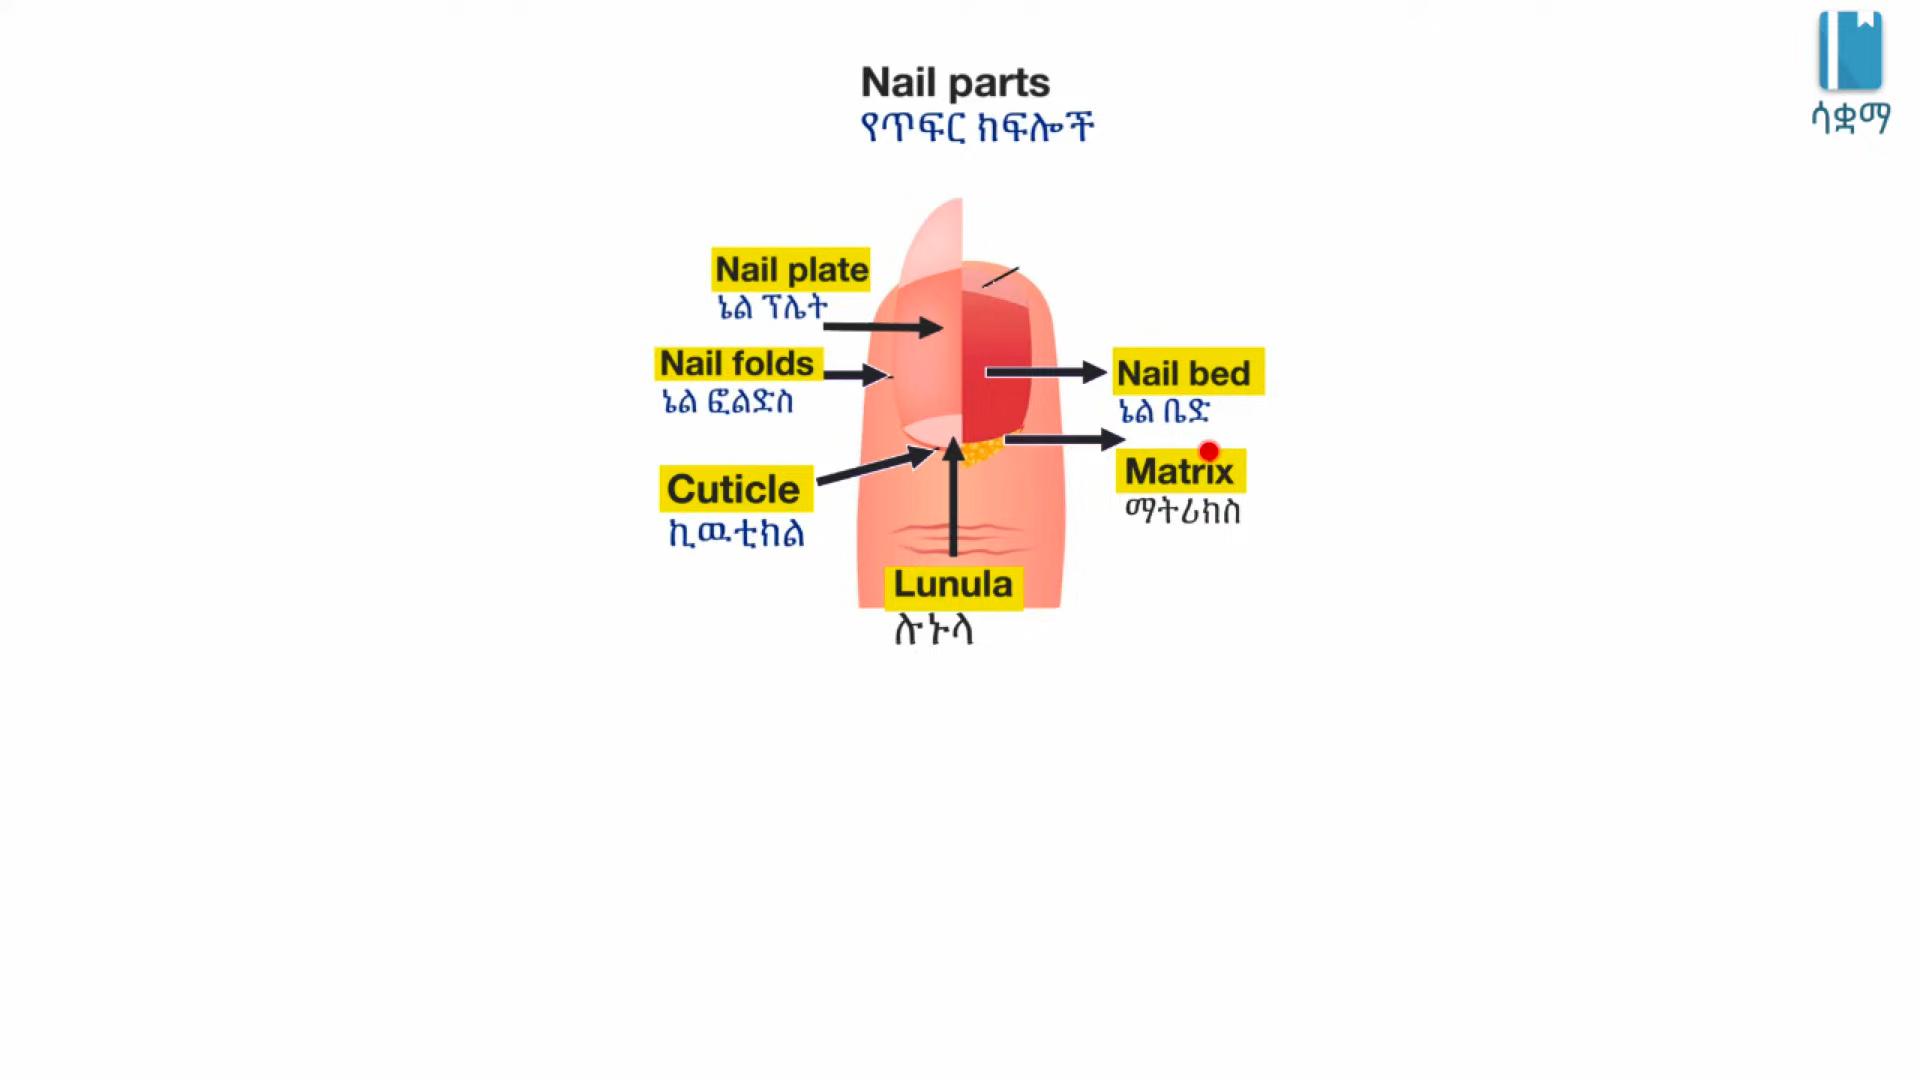 Nail parts
የጥፍር ክፍሎች
ሳቋማ
Nail plate
ኔል ፕሌት
Nail folds
ኔል ፎልድስ
Cuticle
ኪዉቲክል
Lunula
ሉኑላ
Nail bed
ኔል ቤድ
Matrix
ማትሪክስ